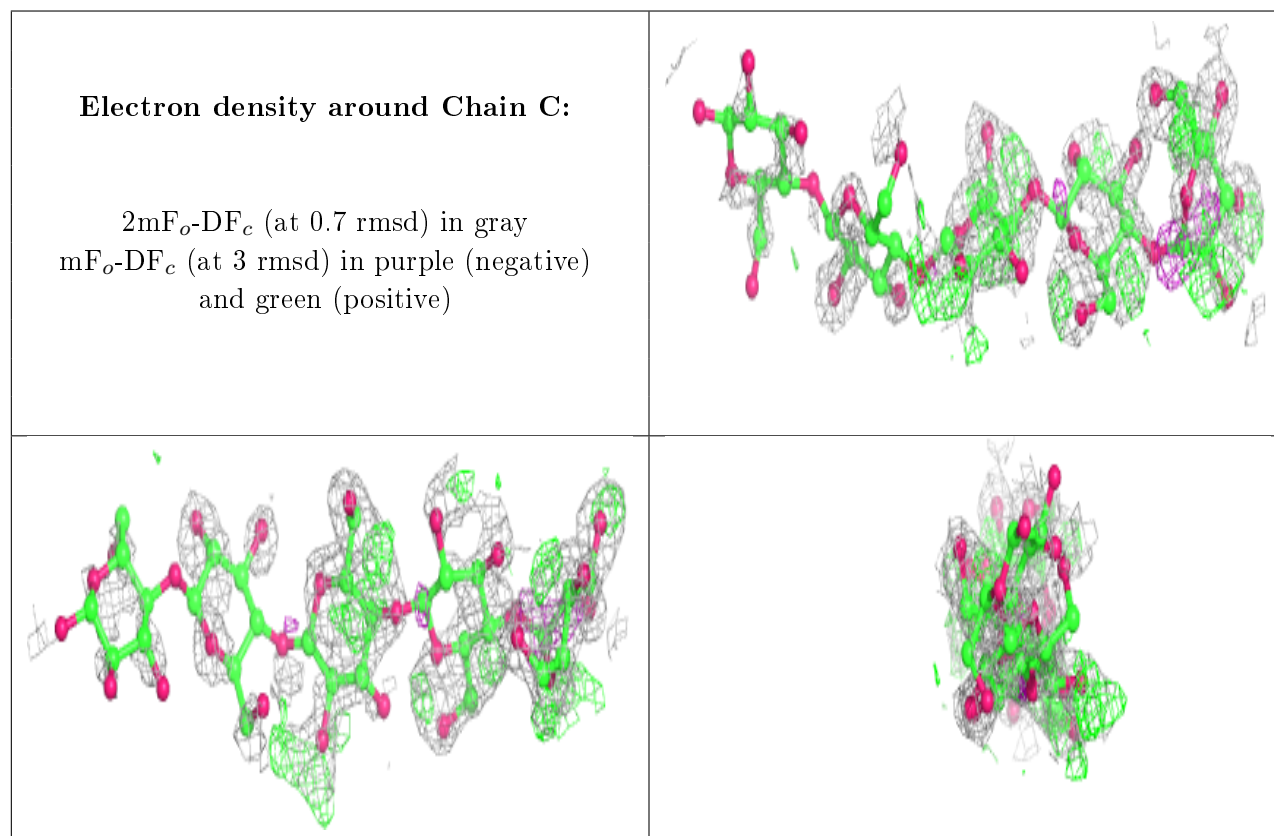 Electron density around Chain C:
2mFₒ-DF𝒸 (at 0.7 rmsd) in gray
mFₒ-DF𝒸 (at 3 rmsd) in purple (negative)
and green (positive)